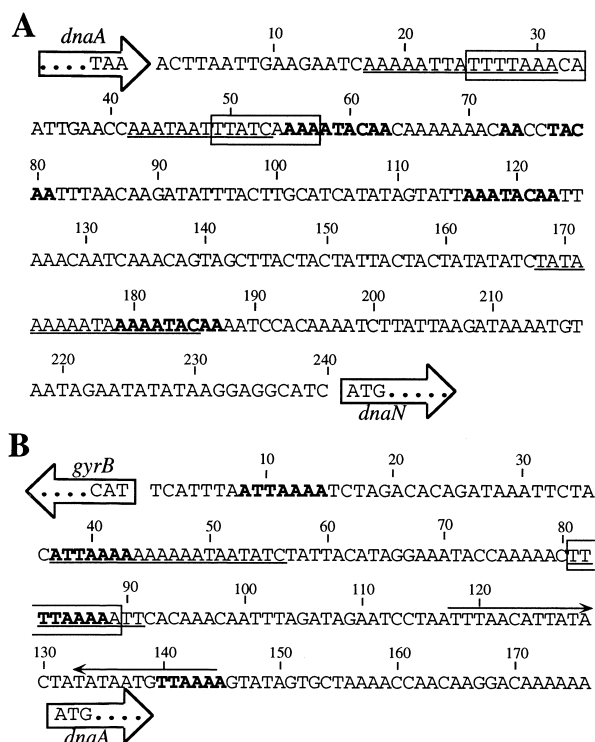 A
dnaA
10 20 30
....TAA ACTTAATTGAAGAATCAAAAATTATTTTAAACA
40 50 60 70
ATTGAACCAAATAATTTATCAAAAATACAACAAAAAAACAACCTAC
80 90 100 110 120
AATTTAACAAGATATTTACTTGCATCATATAGTATTAAATACAATT
130 140 150 160 170
AAACAATCAAACAGTAGCTTACTACTATTACTACTATATATCTATA
180 190 200 210
AAAAATAAAAATACAAAATCCACAAAATCTTATTAAGATAAAATGT
220 230 240
AATAGAATATATAAGGAGGCATC ATG.....
dnaN
B
gyrB
10 20 30
....CAT TCATTTAATTAAAATCTAGACACAGATAAATTCTA
40 50 60 70 80
CATTAAAAAAAAAATAATATCTATTACATAGGAAATACCAAAAACTT
90 100 110 120
TTAAAAATTCACAAACAATTTAGATAGAATCCTAATTTAACATTATA
130 140 150 160 170
CTATATAATGTTAAAAGTATAGTGCTAAAACCAACAAGGACAAAAAA
ATG....
dnaA